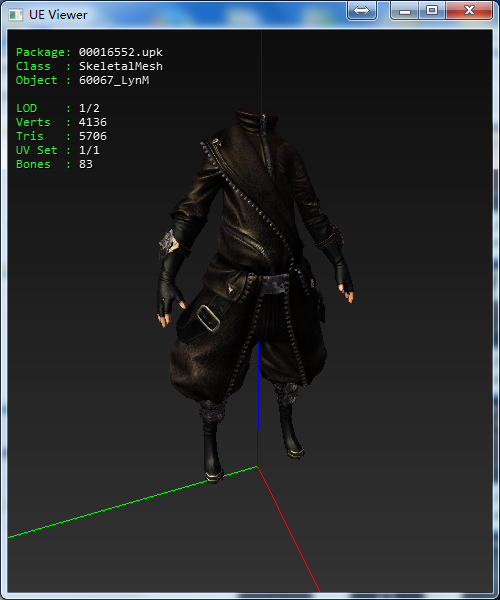 UE Viewer
Package: 00016552.upk
Class : SkeletalMesh
Object : 60067_LynM
LOD : 1/2
Verts : 4136
Tris : 5706
UV Set : 1/1
Bones : 83